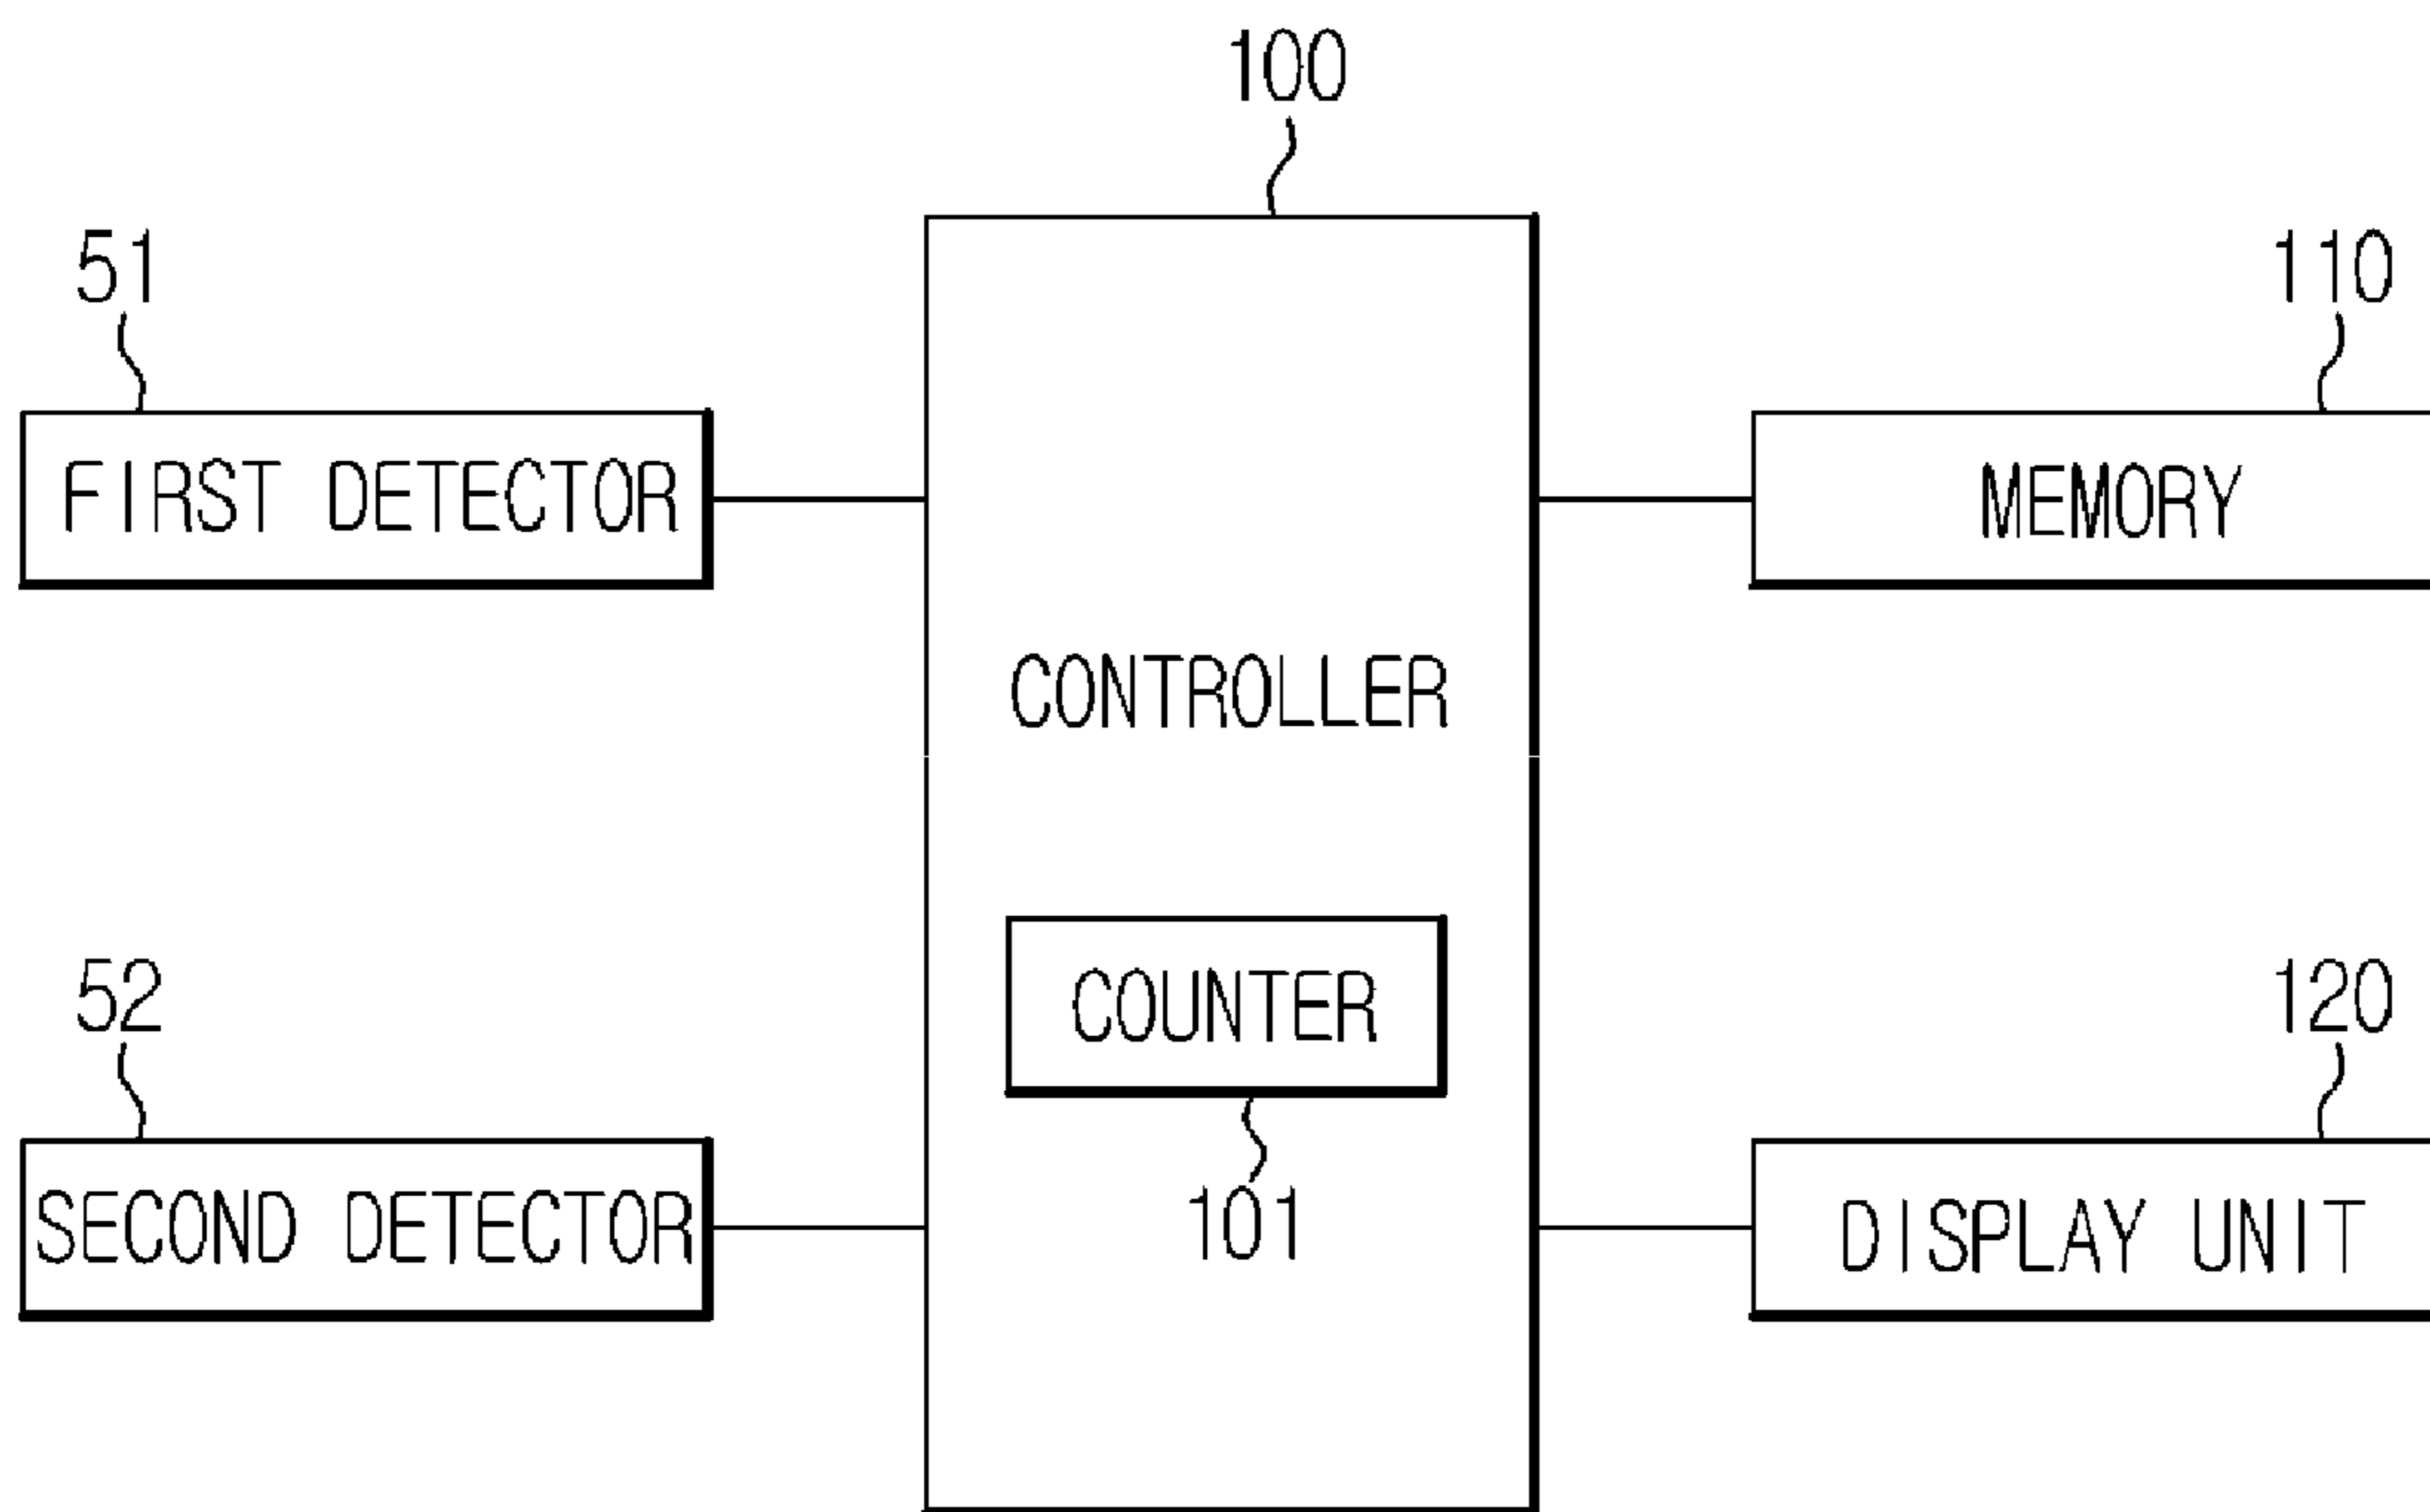 100
51
110
FIRST DETECTOR
MEMORY
CONTROLLER
52
COUNTER
120
101
SECOND DETECTOR
DISPLAY UNIT